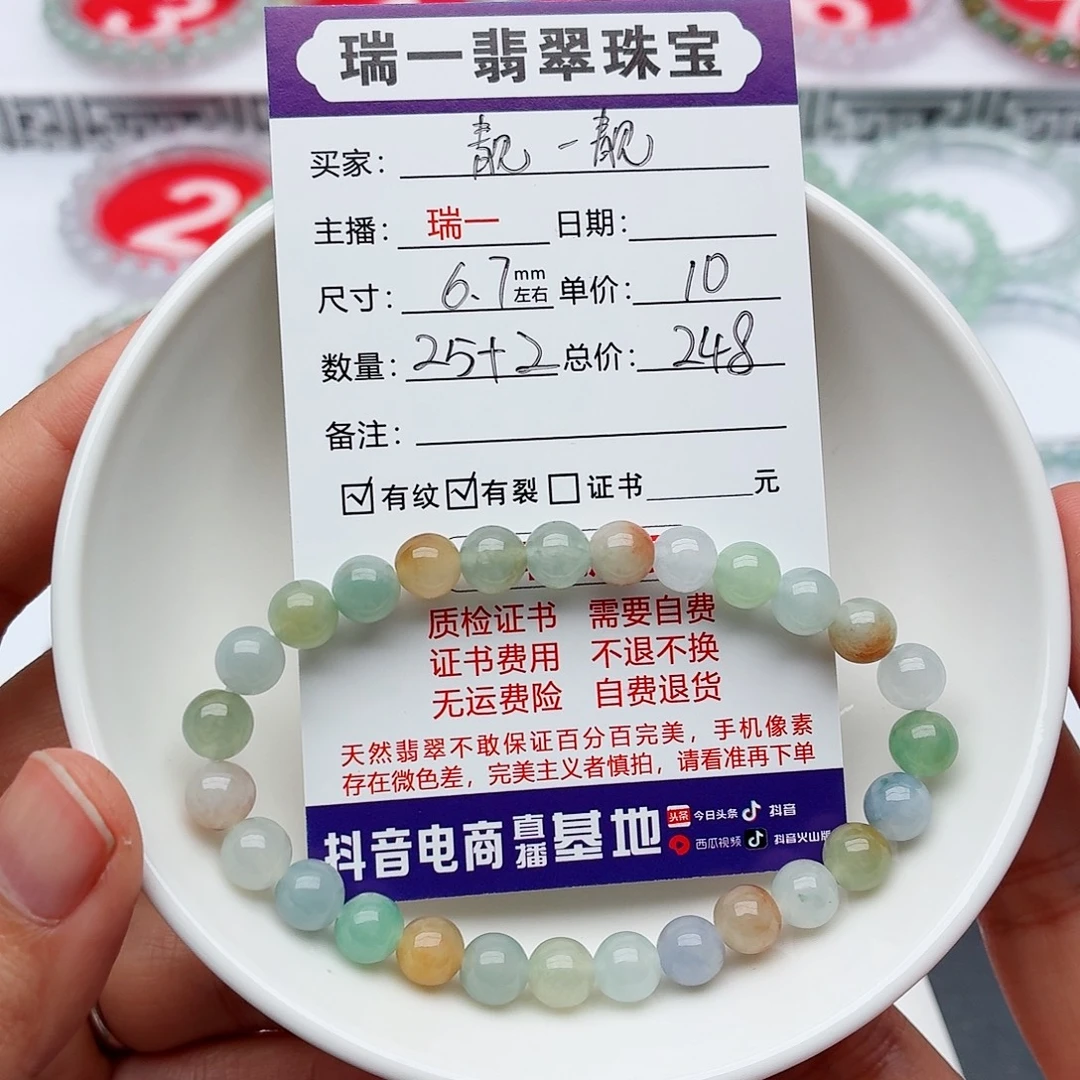 瑞一翡翠珠宝
买家: 靓一靓
主播: 瑞一 日期:
尺寸: 6.7 mm左右 单价: 10
数量: 25+2 总价: 248
备注:
有纹 有裂 证书 元
质检证书 需要自费
证书费用 不退不换
无运费险 自费退货
天然翡翠不敢保证百分百完美，手机像素
存在微色差，完美主义者慎拍，请看准再下单
抖音电商直播基地 头条 今日头条 抖音
西瓜视频 抖音火山版
2